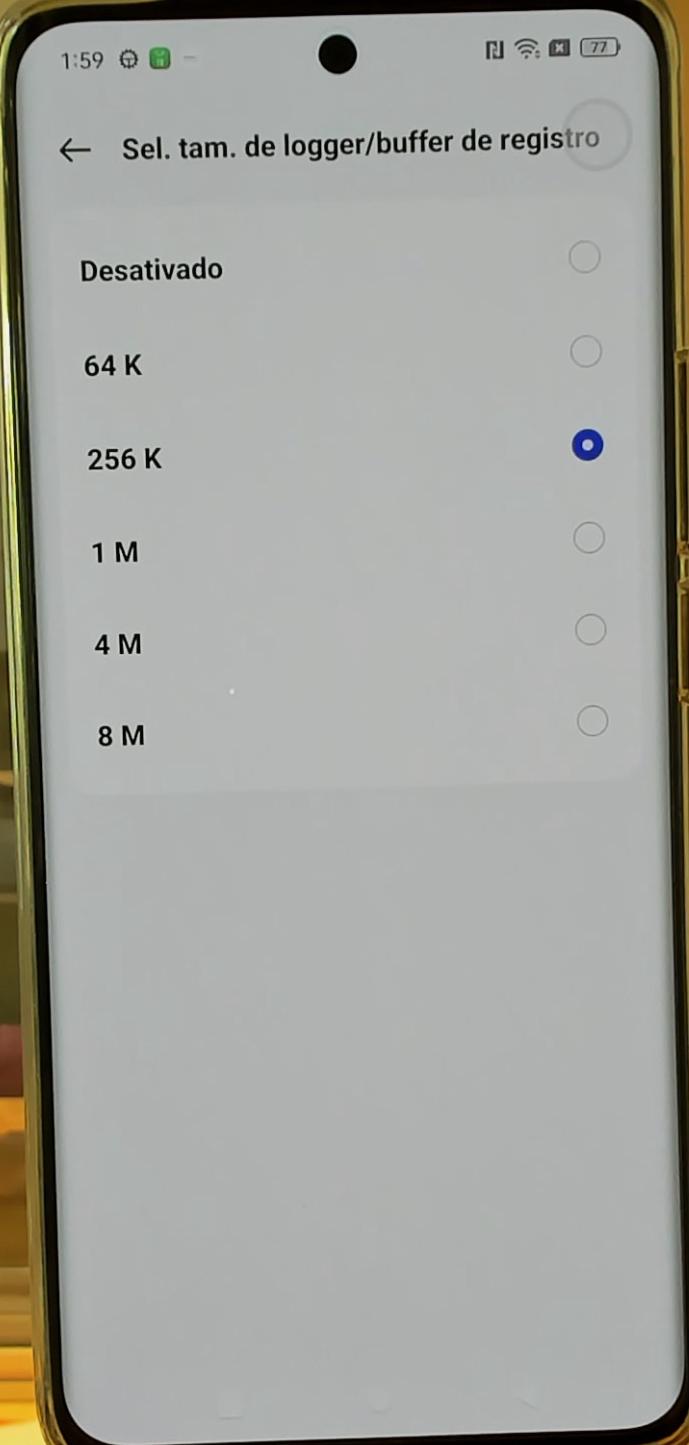 1:59 77
Sel. tam. de logger/buffer de registro
Desativado
64 K
256 K
1 M
4 M
8 M